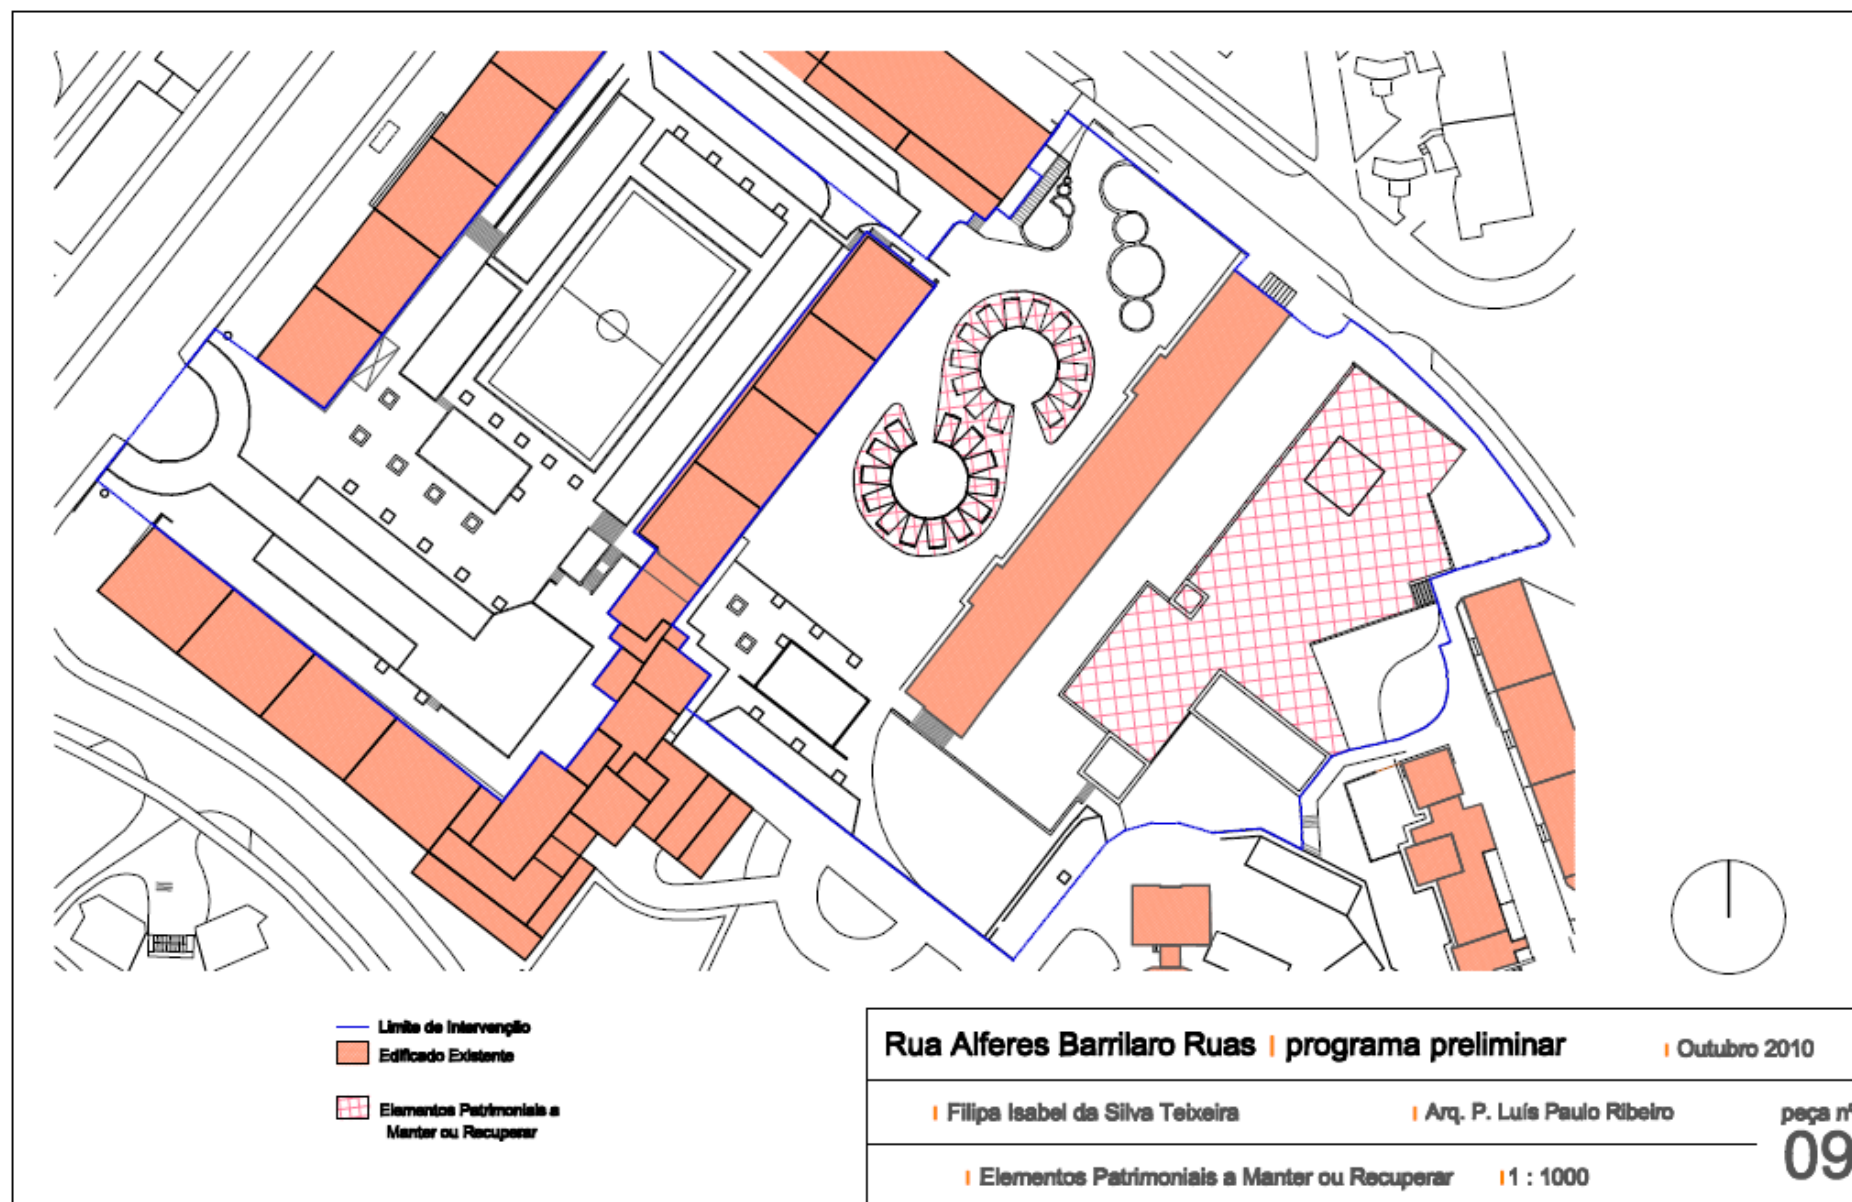 Limite de Intervenção
Edificado Existente
Elementos Patrimoniais a
Manter ou Recuperar
Rua Alferes Barrilaro Ruas | programa preliminar
| Outubro 2010
| Filipa Isabel da Silva Teixeira
| Arq. P. Luís Paulo Ribeiro
peça nº
09
| Elementos Patrimoniais a Manter ou Recuperar
| 1 : 1000